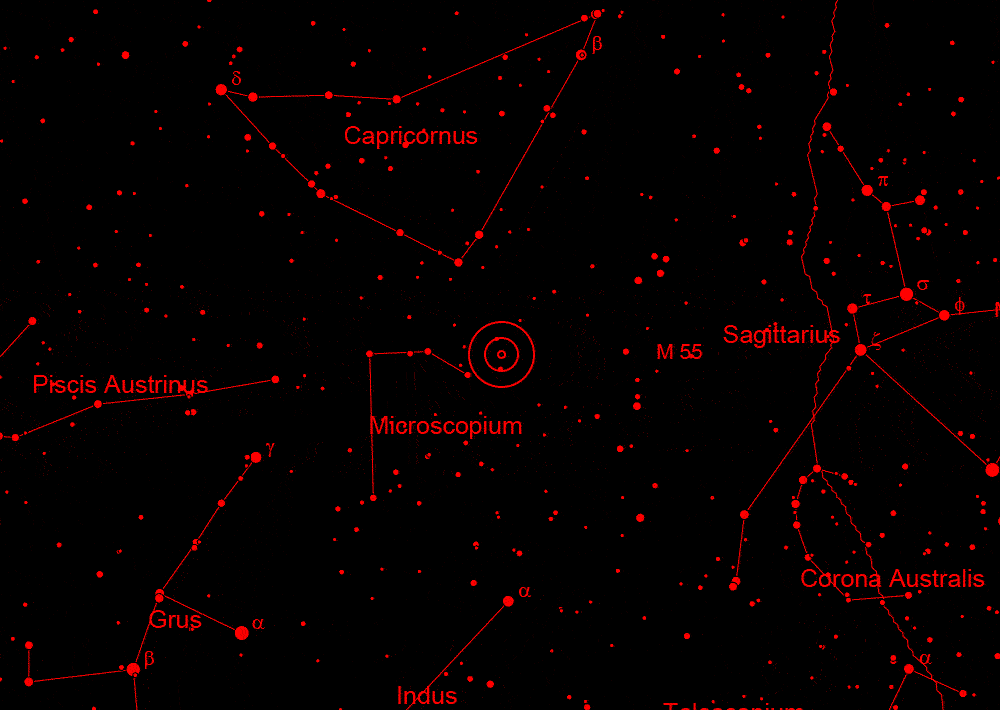 β
δ
Capricornus
π
σ
τ
ϕ
Sagittarius
ζ
M 55
Piscis Austrinus
Microscopium
γ
Corona Australis
α
Grus
α
β
α
Indus